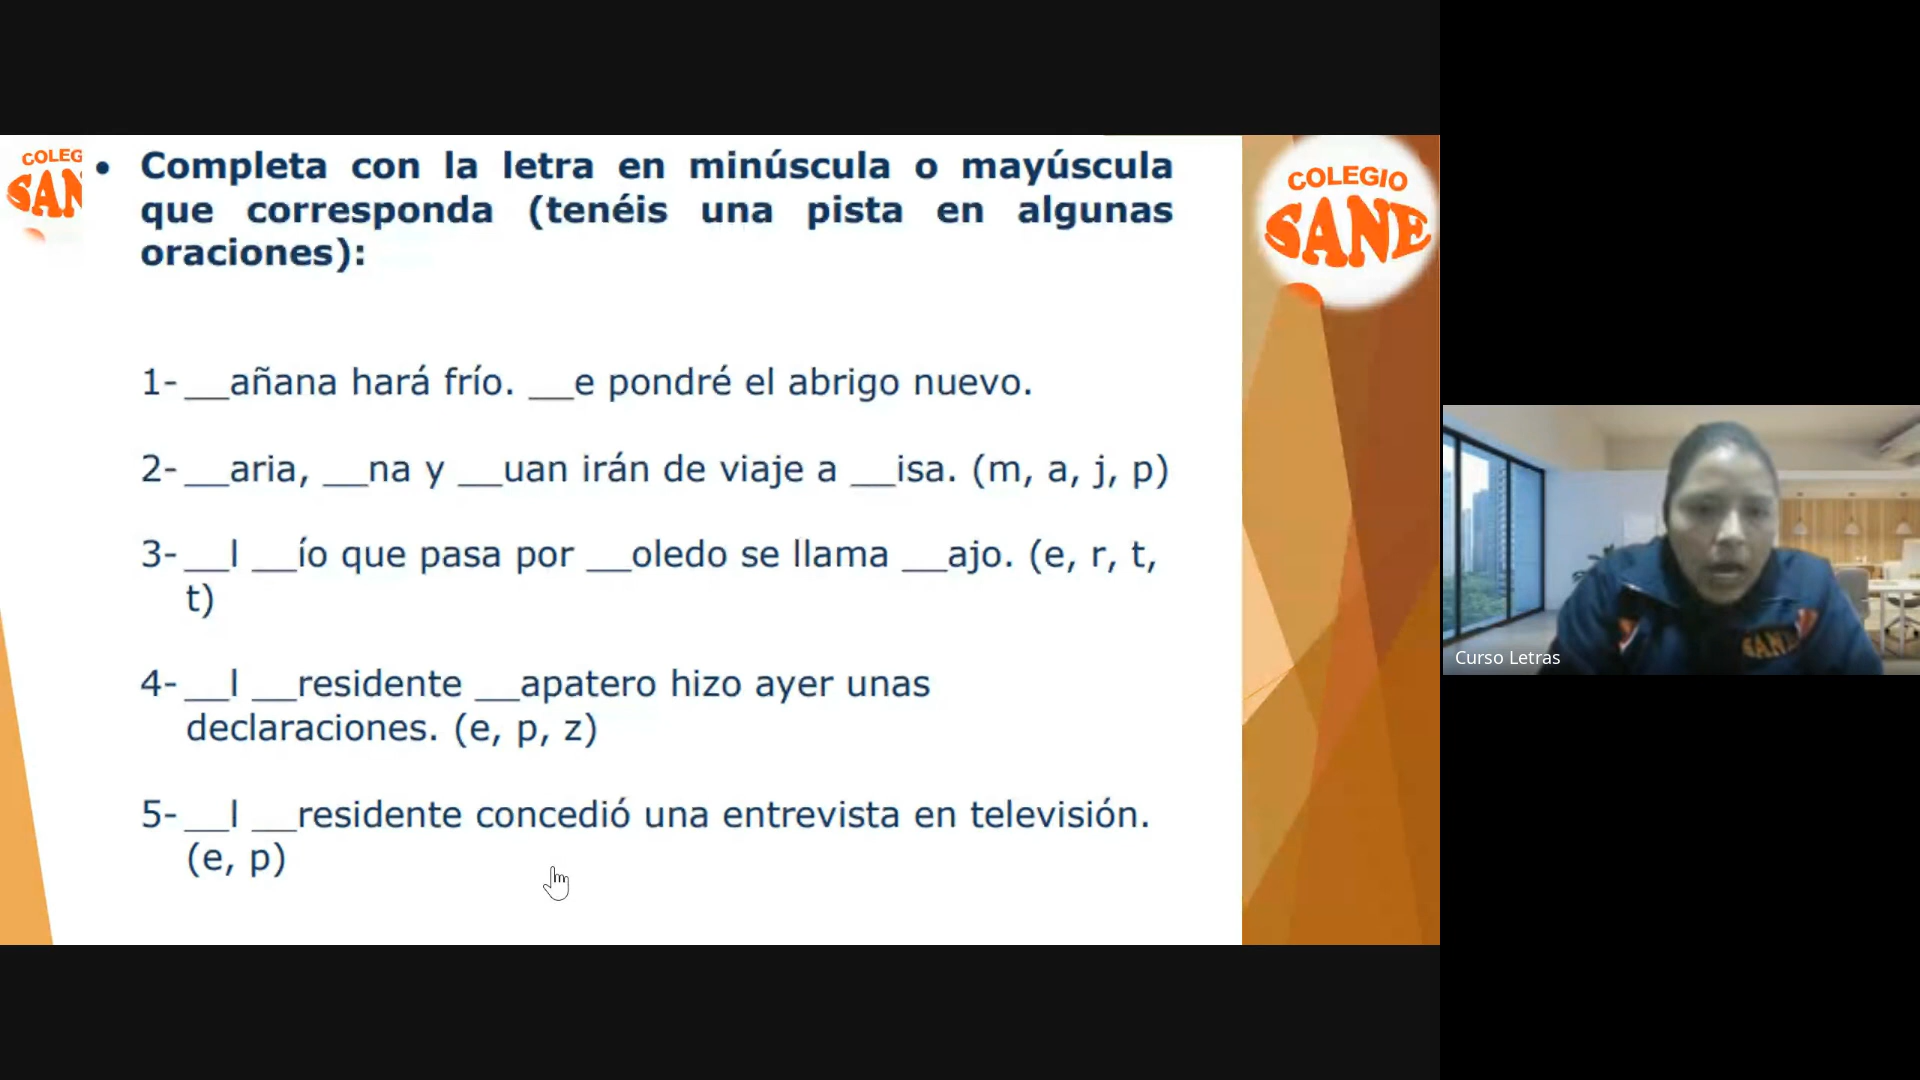 COLEG
SAN
• Completa con la letra en minúscula o mayúscula
que corresponda (tenéis una pista en algunas
oraciones):
COLEGIO
SANE
1- __añana hará frío. __e pondré el abrigo nuevo.
2- __aria, __na y __uan irán de viaje a __isa. (m, a, j, p)
3- __l __ío que pasa por __oledo se llama __ajo. (e, r, t,
t)
4- __l __residente __apatero hizo ayer unas
declaraciones. (e, p, z)
5- __l __residente concedió una entrevista en televisión.
(e, p)
SANE
Curso Letras